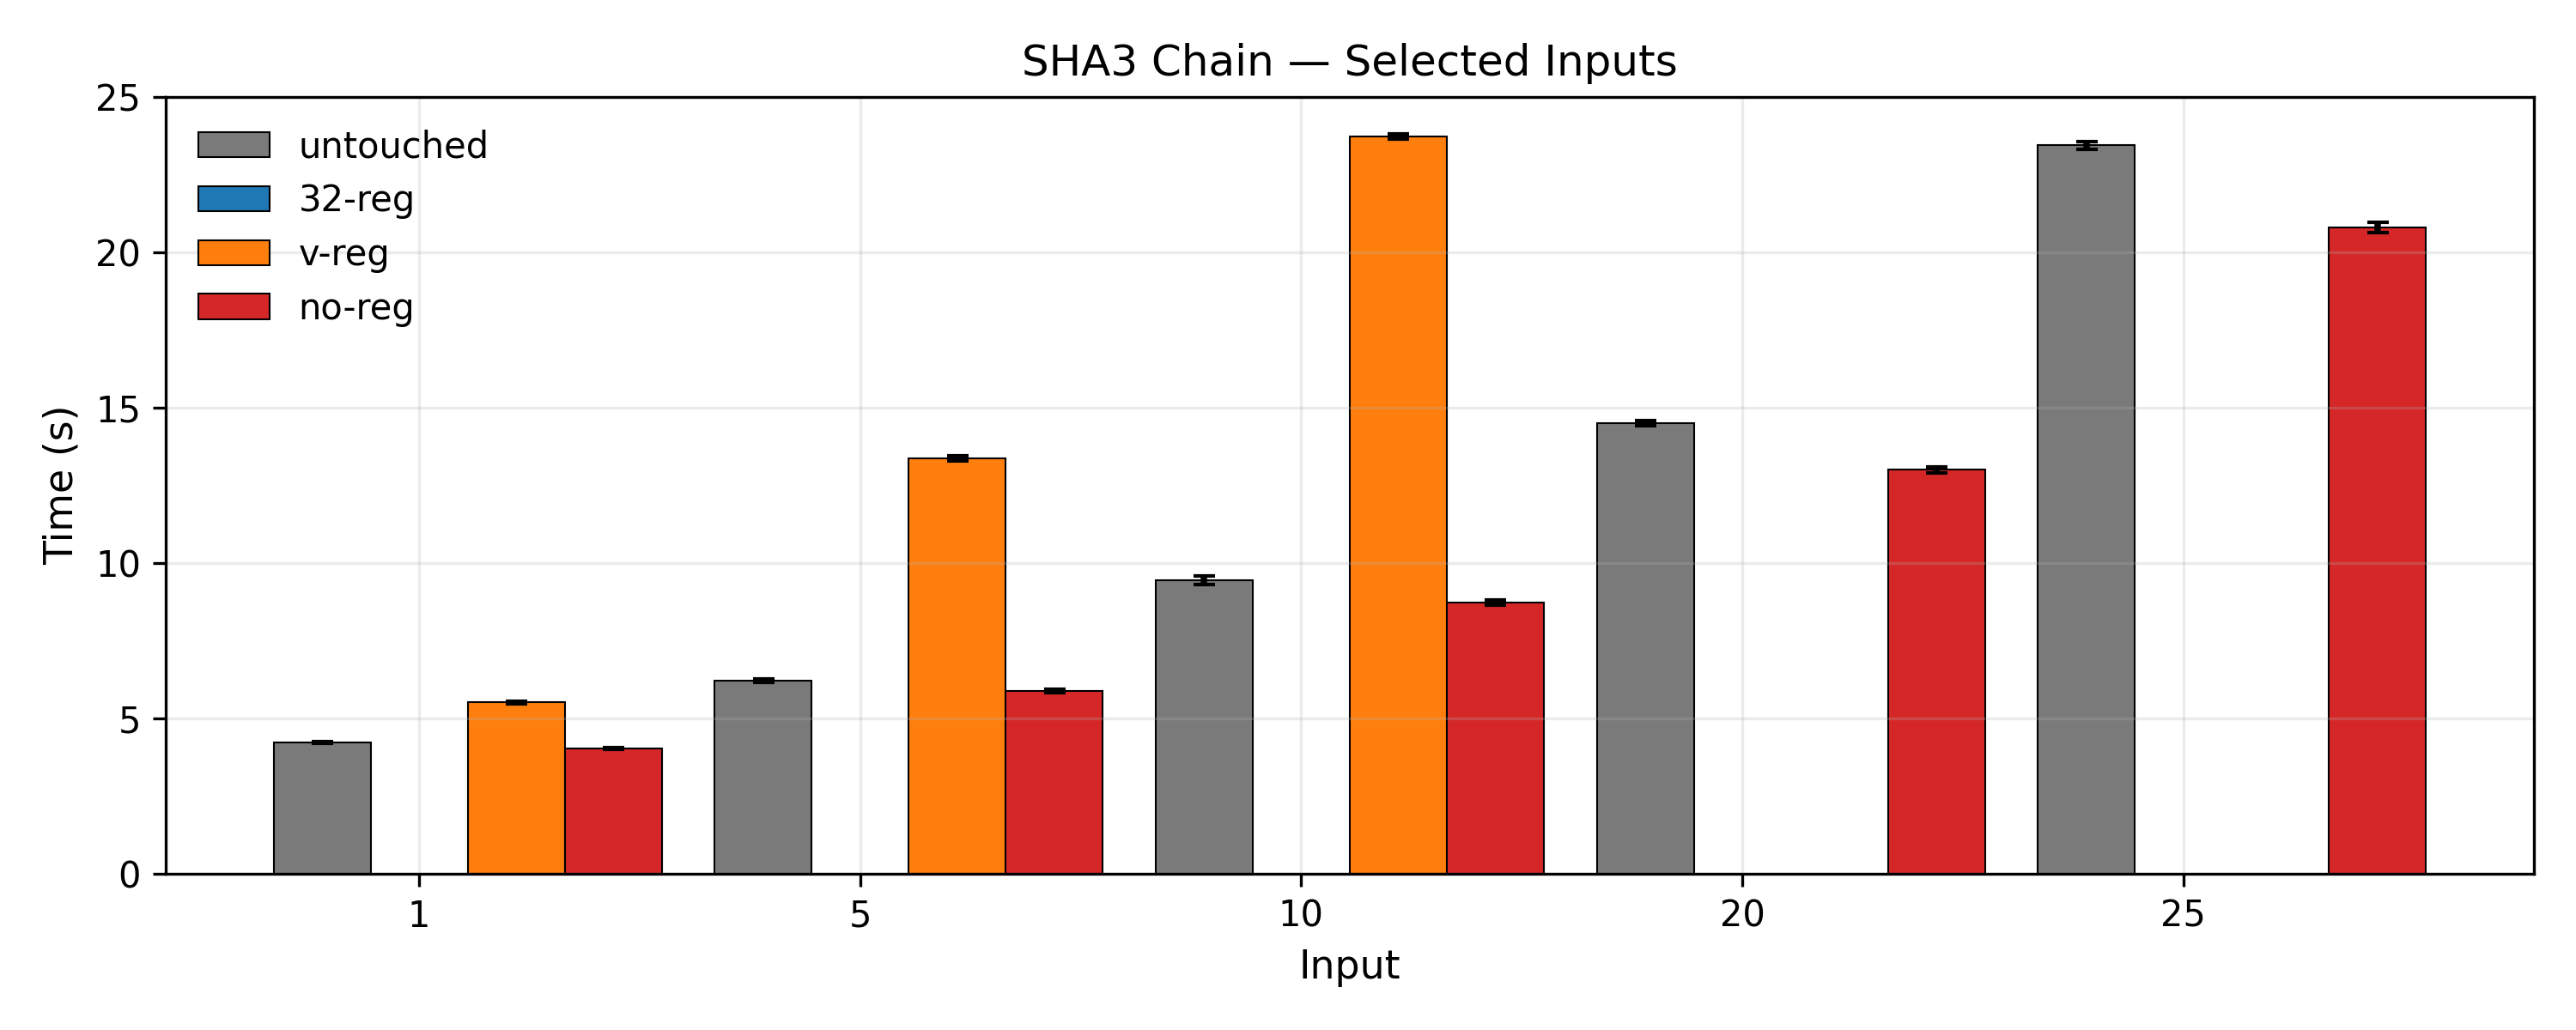 SHA3 Chain — Selected Inputs
25
20
15
10
5
0
Time (s)
untouched
32-reg
v-reg
no-reg
1 5 10 20 25
Input